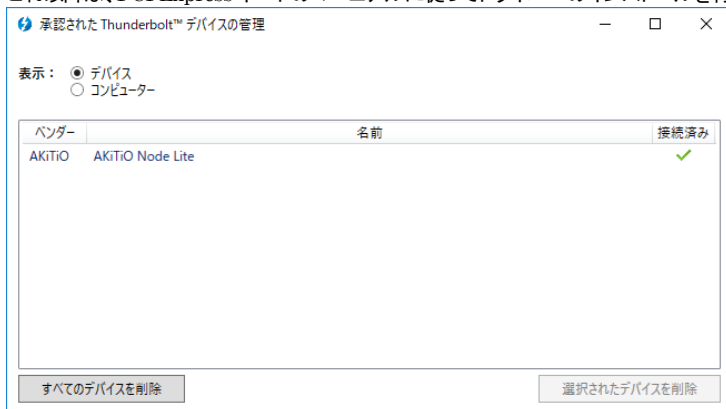 承認された Thunderbolt™ デバイスの管理
表示： デバイス
コンピューター
ベンダー 名前 接続済み
AKiTiO AKiTiO Node Lite
すべてのデバイスを削除 選択されたデバイスを削除